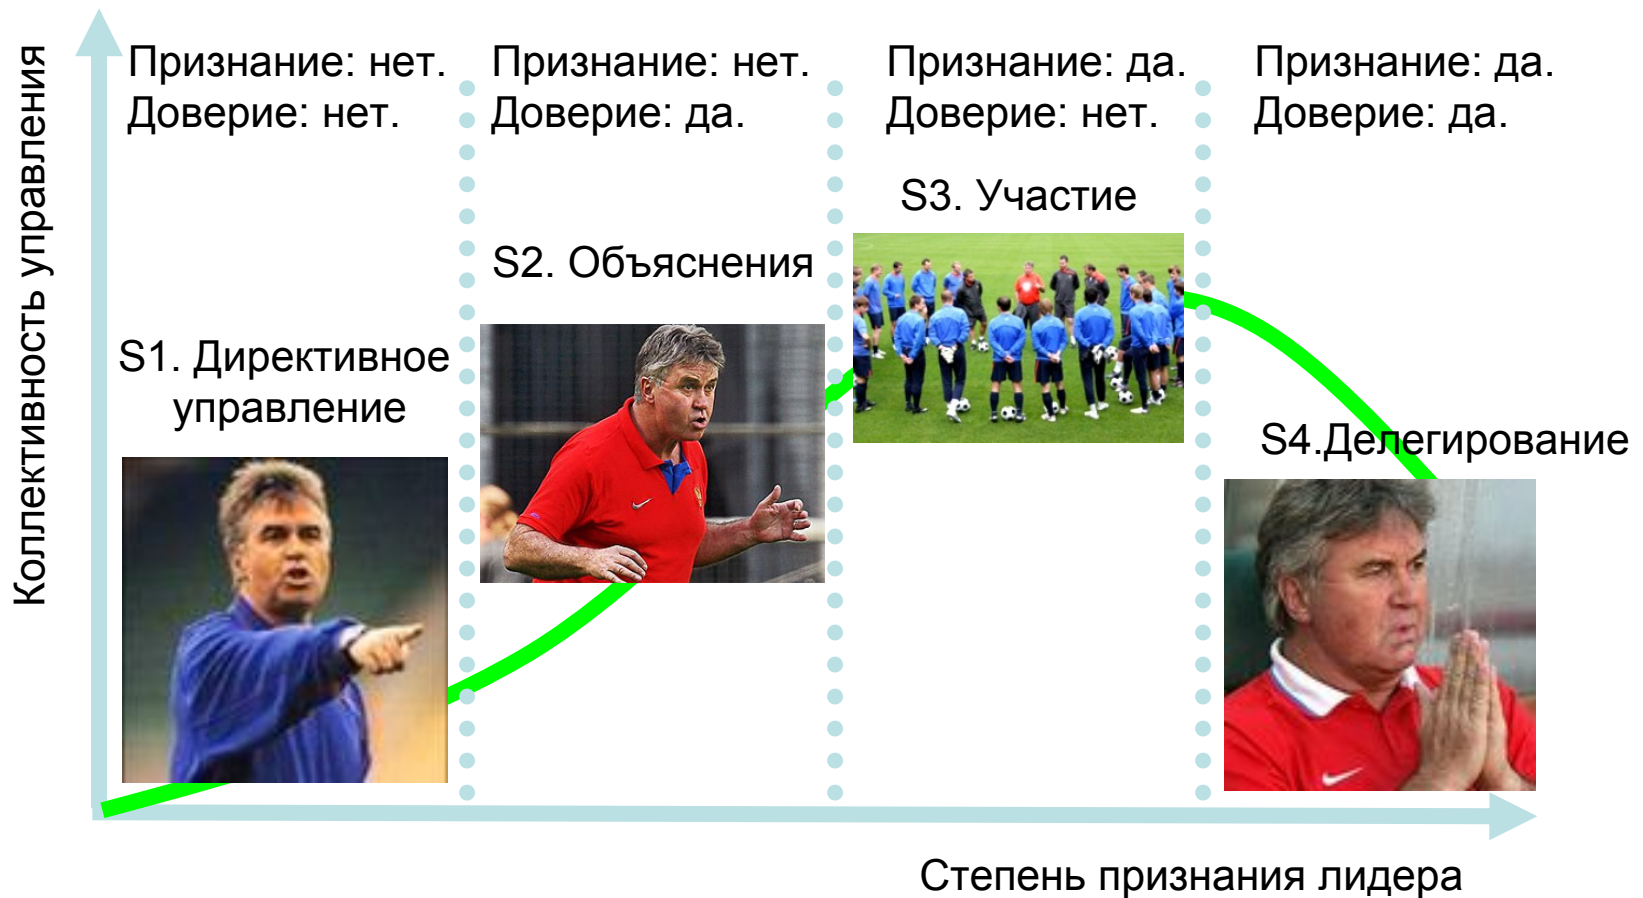 Коллективность управления
Признание: нет.
Доверие: нет.
Признание: нет.
Доверие: да.
Признание: да.
Доверие: нет.
Признание: да.
Доверие: да.
S1. Директивное
управление
S2. Объяснения
S3. Участие
S4.Делегирование
Степень признания лидера